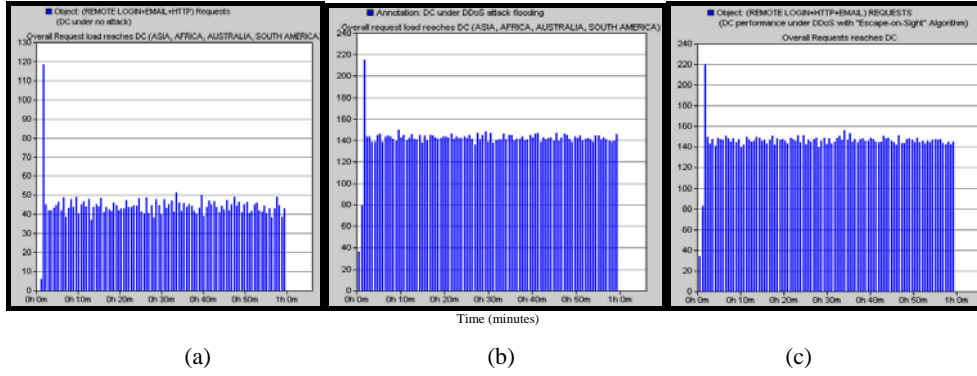 Object: (REMOTE LOGIN+EMAIL+HTTP) Requests
(DC under no attack)
Overall Request load reaches DC (ASIA, AFRICA, AUSTRALIA, SOUTH AMERICA)
130
120
110
100
90
80
70
60
50
40
30
20
10
0
0h 0m
0h 10m
0h 20m
0h 30m
0h 40m
0h 50m
1h 0m
Annotation: DC under DDoS attack flooding
Overall Request load reaches DC (ASIA, AFRICA, AUSTRALIA, SOUTH AMERICA)
240
220
200
180
160
140
120
100
80
60
40
20
0
0h 0m
0h 10m
0h 20m
0h 30m
0h 40m
0h 50m
1h 0m
Object: (REMOTE LOGIN+HTTP+EMAIL) REQUESTS
(DC performance under DDoS with "Escape-on-Sight" Algorithm)
Overall Requests reaches DC
240
220
200
180
160
140
120
100
80
60
40
20
0
0h 0m
0h 10m
0h 20m
0h 30m
0h 40m
0h 50m
1h 0m
Time (minutes)
(a)
(b)
(c)